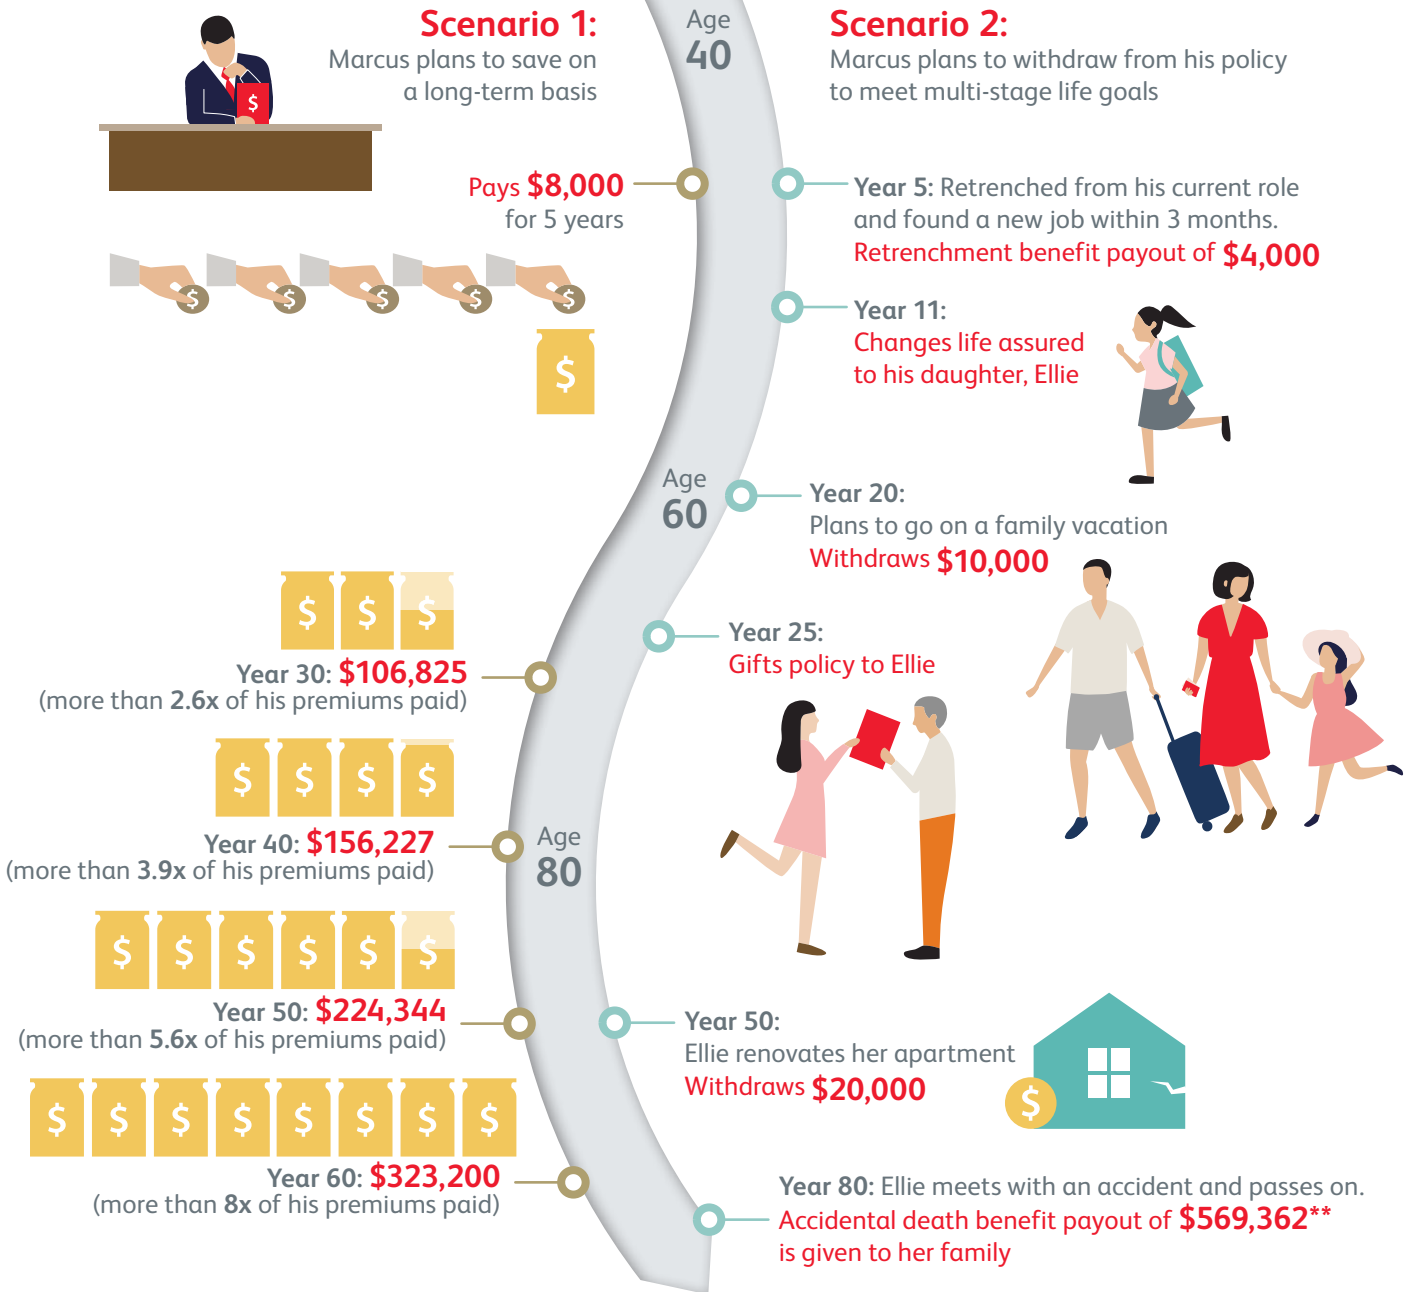 Scenario 1:
Marcus plans to save on
a long-term basis
Age
40
Scenario 2:
Marcus plans to withdraw from his policy
to meet multi-stage life goals
$
Pays $8,000
for 5 years
$ $ $ $ $
$
Year 5: Retrenched from his current role
and found a new job within 3 months.
Retrenchment benefit payout of $4,000
Year 11:
Changes life assured
to his daughter, Ellie
Age
60
Year 20:
Plans to go on a family vacation
Withdraws $10,000
$ $ $
Year 30: $106,825
(more than 2.6x of his premiums paid)
Year 25:
Gifts policy to Ellie
$ $ $ $
Year 40: $156,227
(more than 3.9x of his premiums paid)
Age
80
$ $ $ $ $ $
Year 50: $224,344
(more than 5.6x of his premiums paid)
Year 50:
Ellie renovates her apartment
Withdraws $20,000
$
$ $ $ $ $ $ $ $
Year 60: $323,200
(more than 8x of his premiums paid)
Year 80: Ellie meets with an accident and passes on.
Accidental death benefit payout of $569,362**
is given to her family